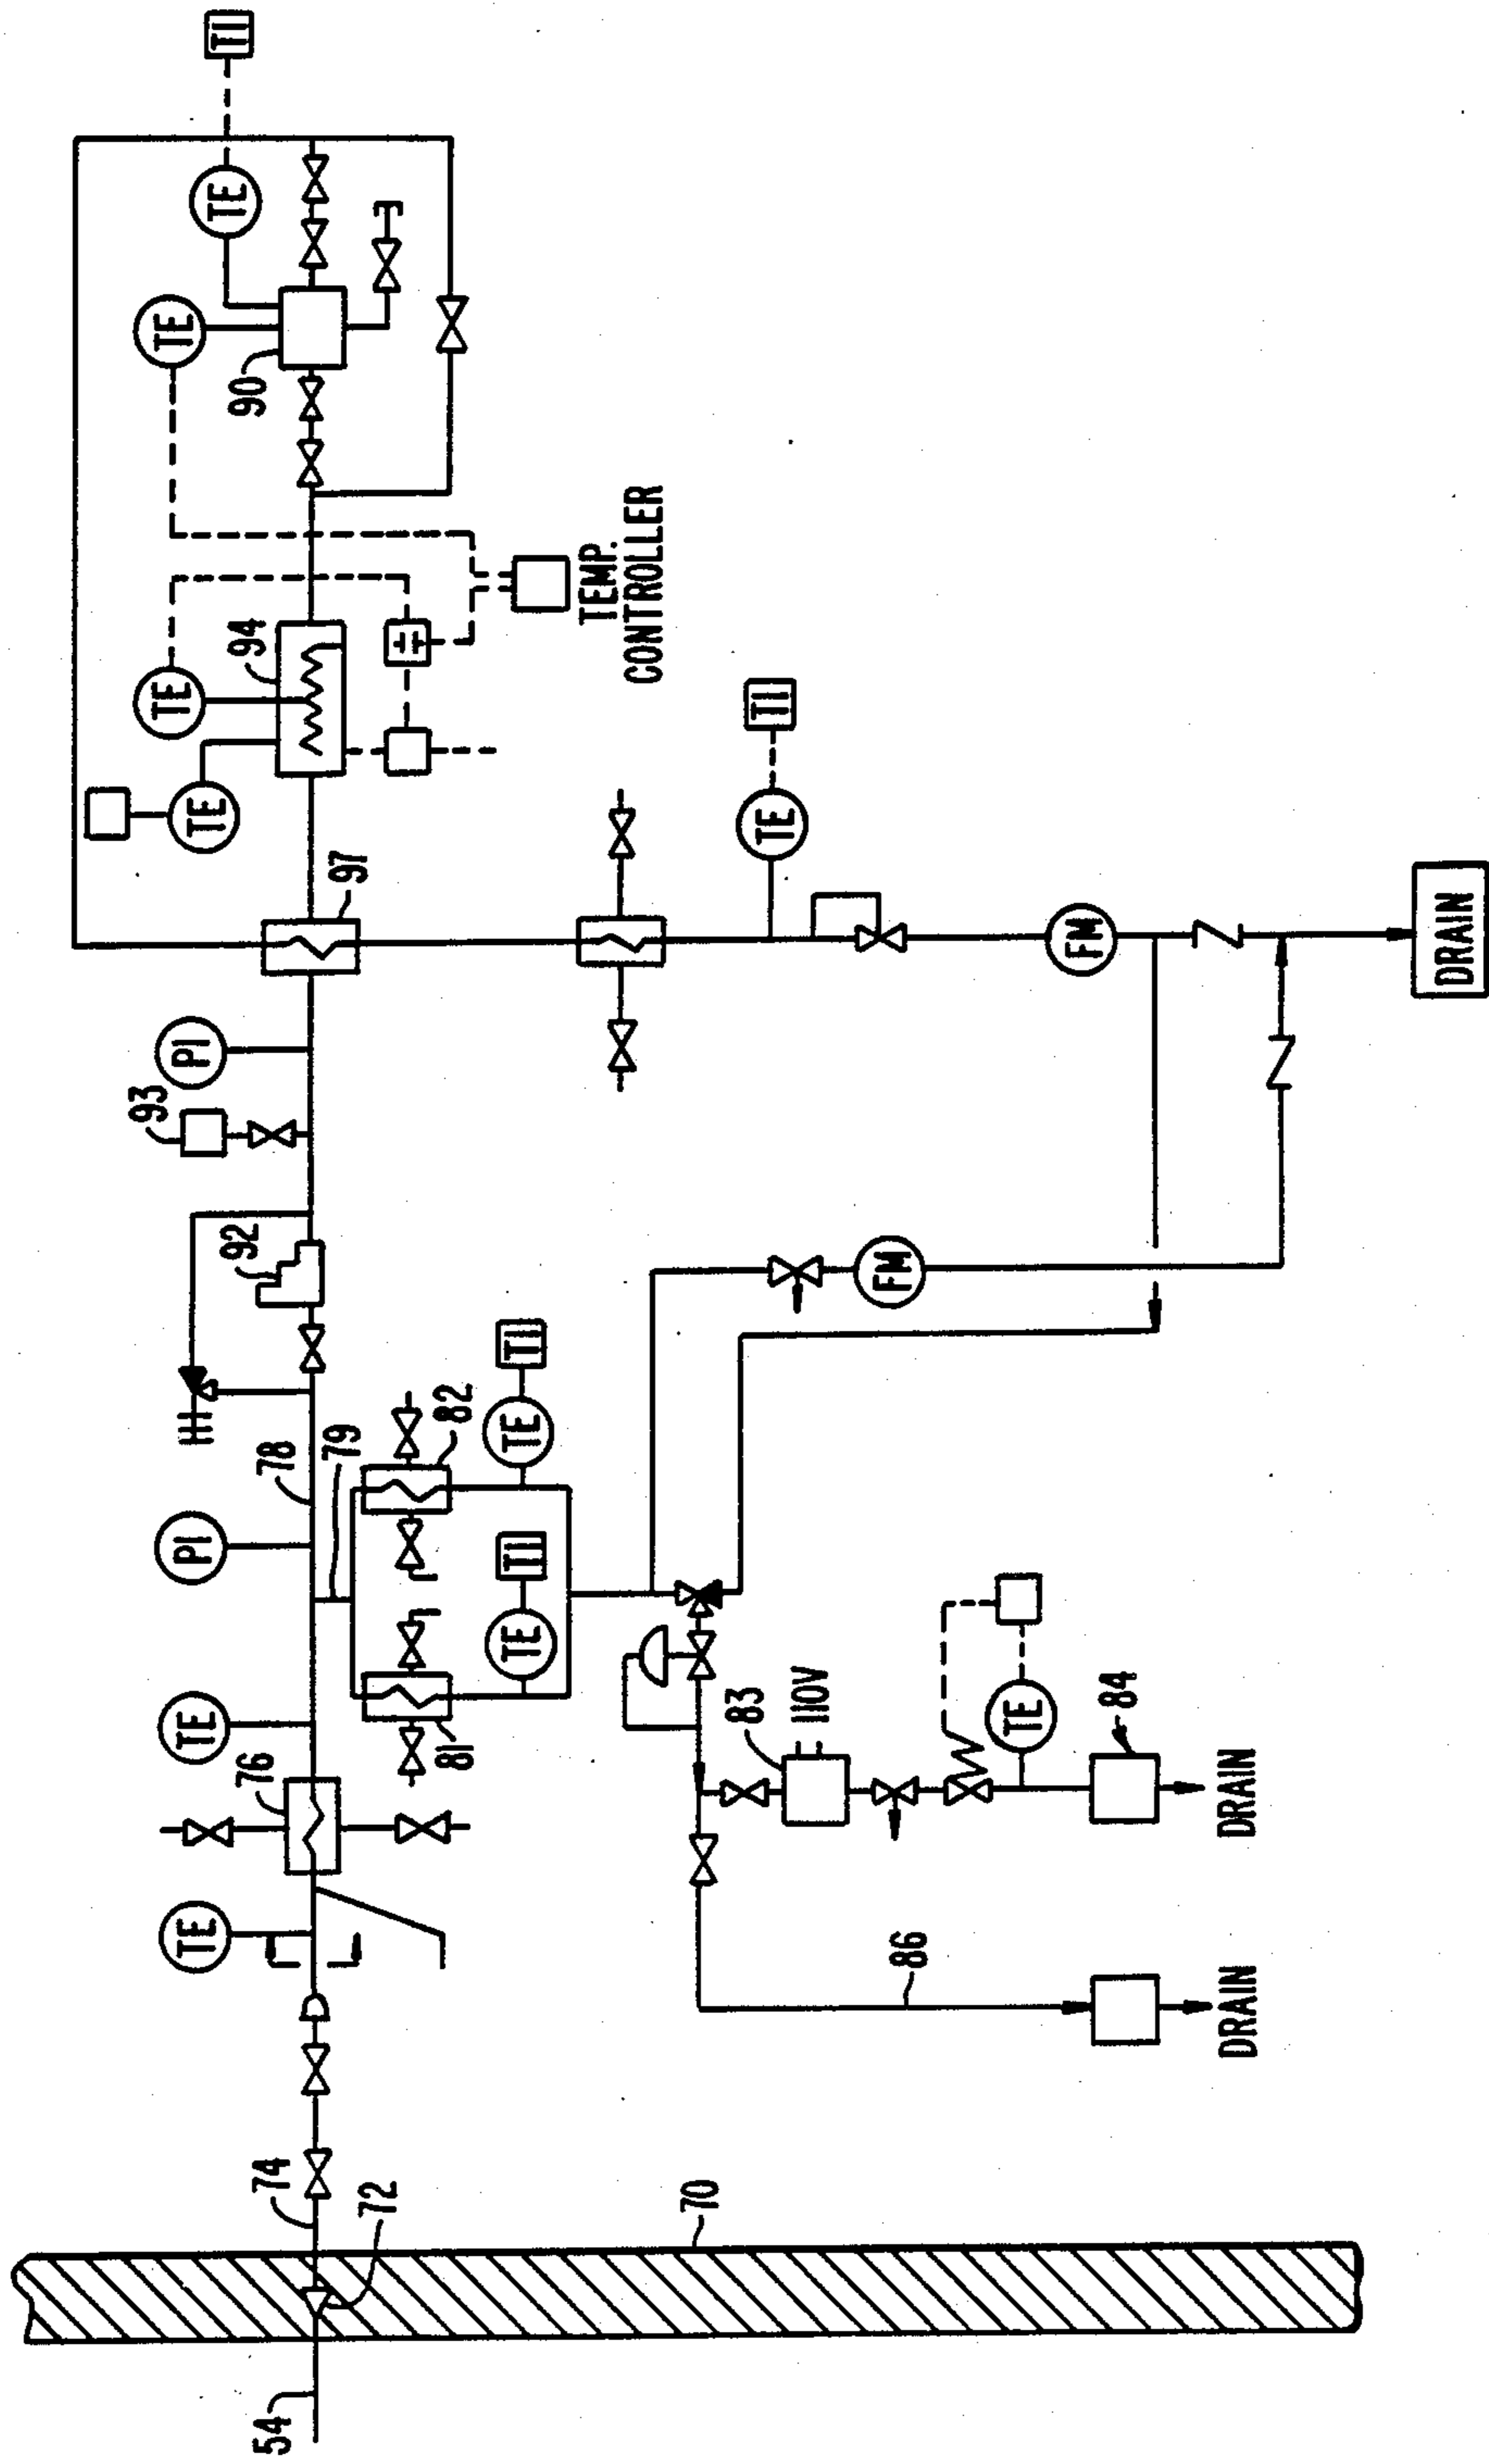 TI
TE
TE
90
TEMP.
CONTROLLER
94
TE
TE
TI
TE
97
PI
93
FM
DRAIN
92
FM
78
79
82
TI
TE
PI
TI
TE
TE
76
81
83
110V
TE
84
DRAIN
TE
86
DRAIN
74
72
70
54